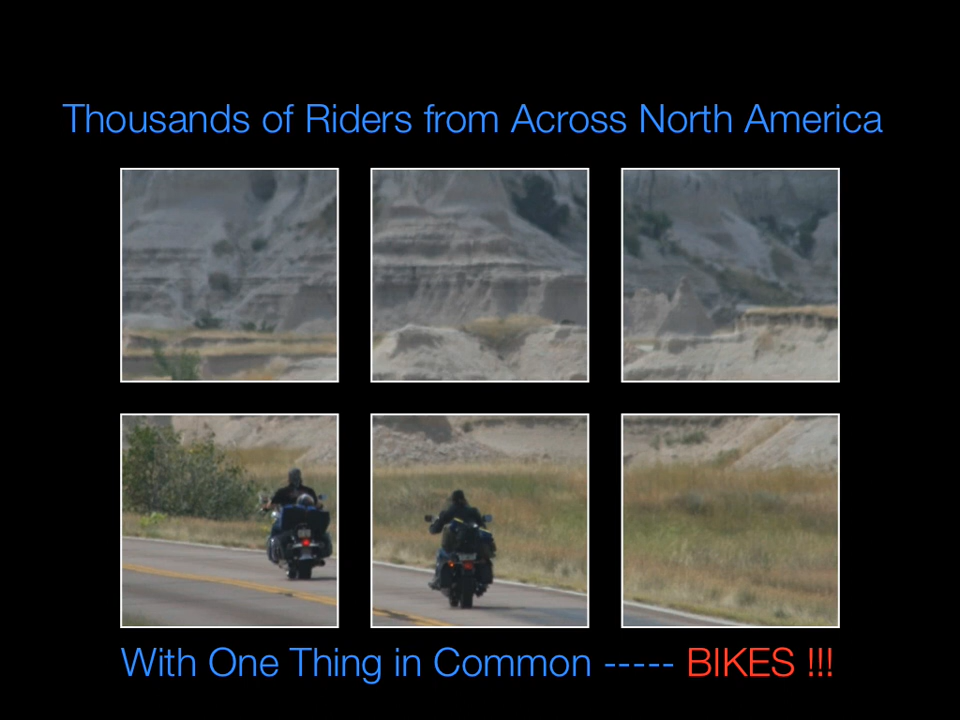 Thousands of Riders from Across North America
With One Thing in Common ----- BIKES !!!